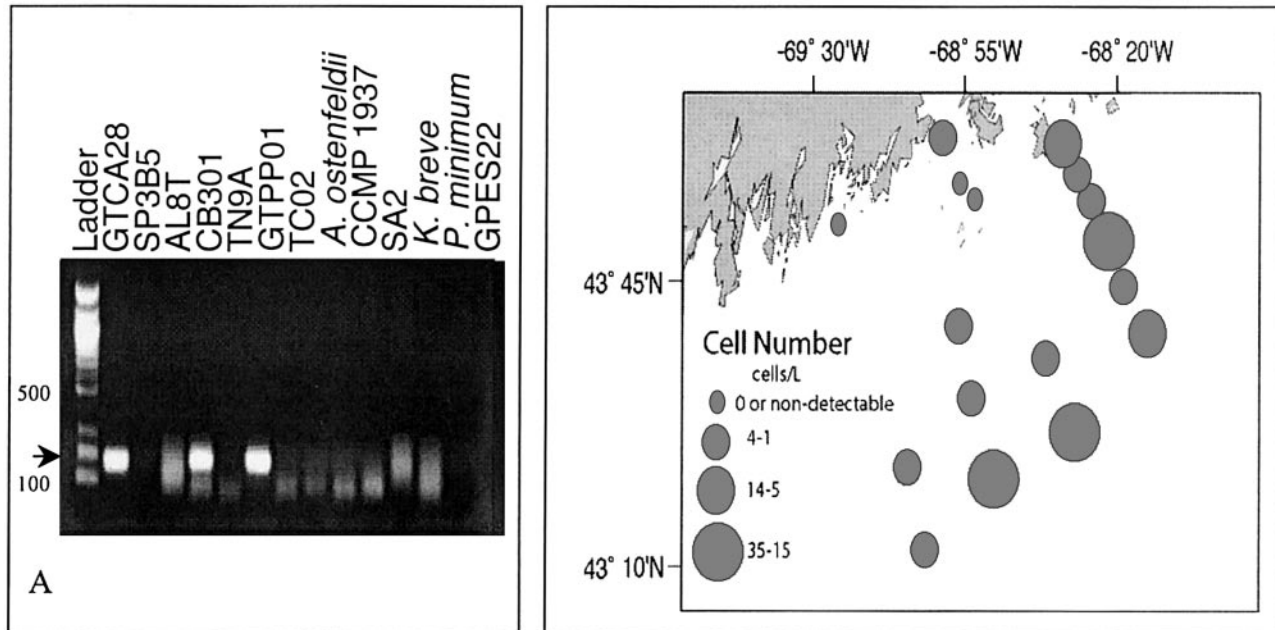 Ladder
GTCA28
SP3B5
AL8T
CB301
TN9A
GTPP01
TC02
A. ostenfeldii
CCMP 1937
SA2
K. breve
P. minimum
GPES22
500
100
A
-69° 30'W
-68° 55'W
-68° 20'W
43° 45'N
43° 10'N
Cell Number
cells/L
0 or non-detectable
4-1
14-5
35-15